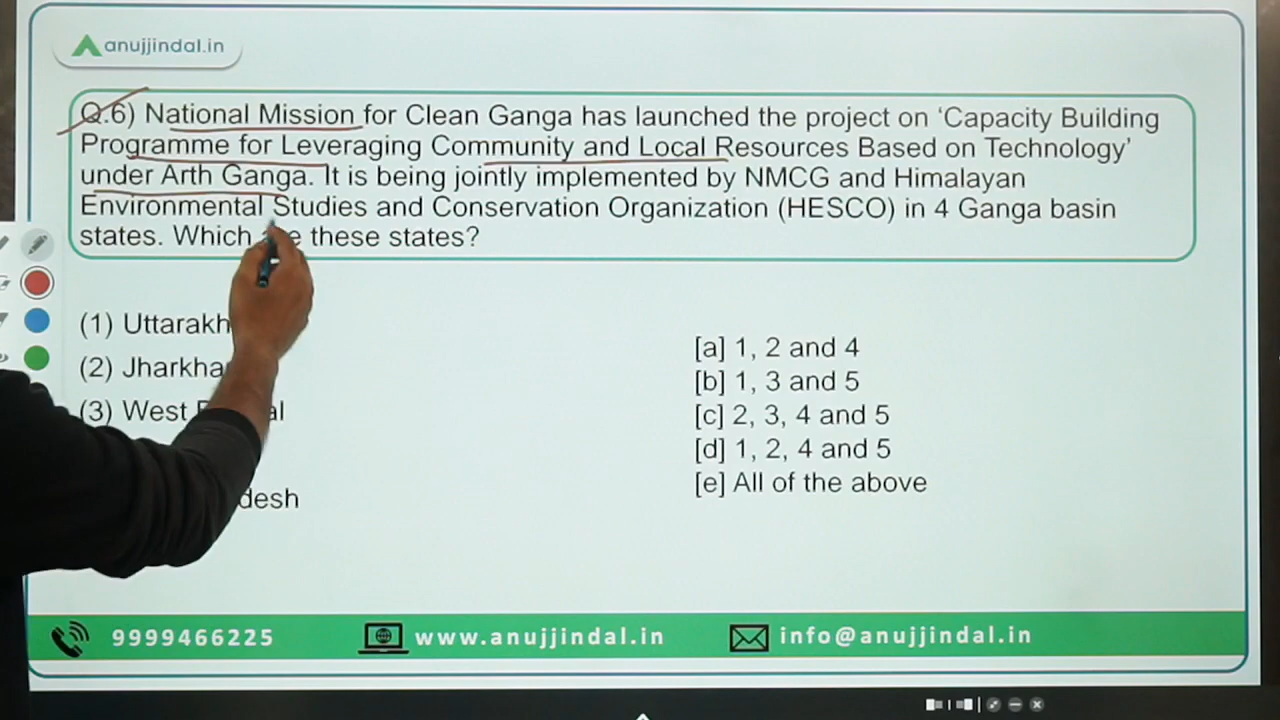 anujjindal.in
Q.6) National Mission for Clean Ganga has launched the project on ‘Capacity Building
Programme for Leveraging Community and Local Resources Based on Technology’
under Arth Ganga. It is being jointly implemented by NMCG and Himalayan
Environmental Studies and Conservation Organization (HESCO) in 4 Ganga basin
states. Which these states?
(1)
(2)
(3) West
[a] 1, 2 and 4
[b] 1, 3 and 5
[c] 2, 3, 4 and 5
[d] 1, 2, 4 and 5
[e] All of the above
9999466225
www.anujjindal.in
info@anujjindal.in